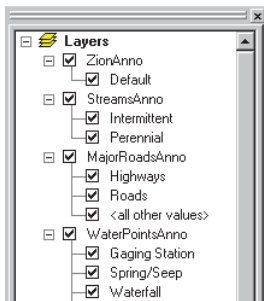 Layers
ZionAnno
Default
StreamsAnno
Intermittent
Perennial
MajorRoadsAnno
Highways
Roads
<all other values>
WaterPointsAnno
Gaging Station
Spring/Seep
Waterfall